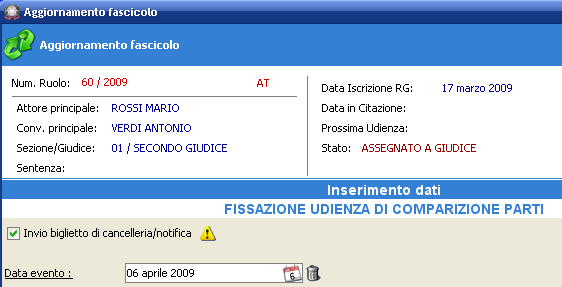 Aggiornamento fascicolo
Aggiornamento fascicolo
Num. Ruolo: 60 / 2009 AT
Attore principale: ROSSI MARIO
Conv. principale: VERDI ANTONIO
Sezione/Giudice: 01 / SECONDO GIUDICE
Sentenza:
Data Iscrizione RG: 17 marzo 2009
Data in Citazione:
Prossima Udienza:
Stato: ASSEGNATO A GIUDICE
Inserimento dati
FISSAZIONE UDIENZA DI COMPARIZIONE PARTI
Invio biglietto di cancelleria/notifica
Data evento : 06 aprile 2009 6